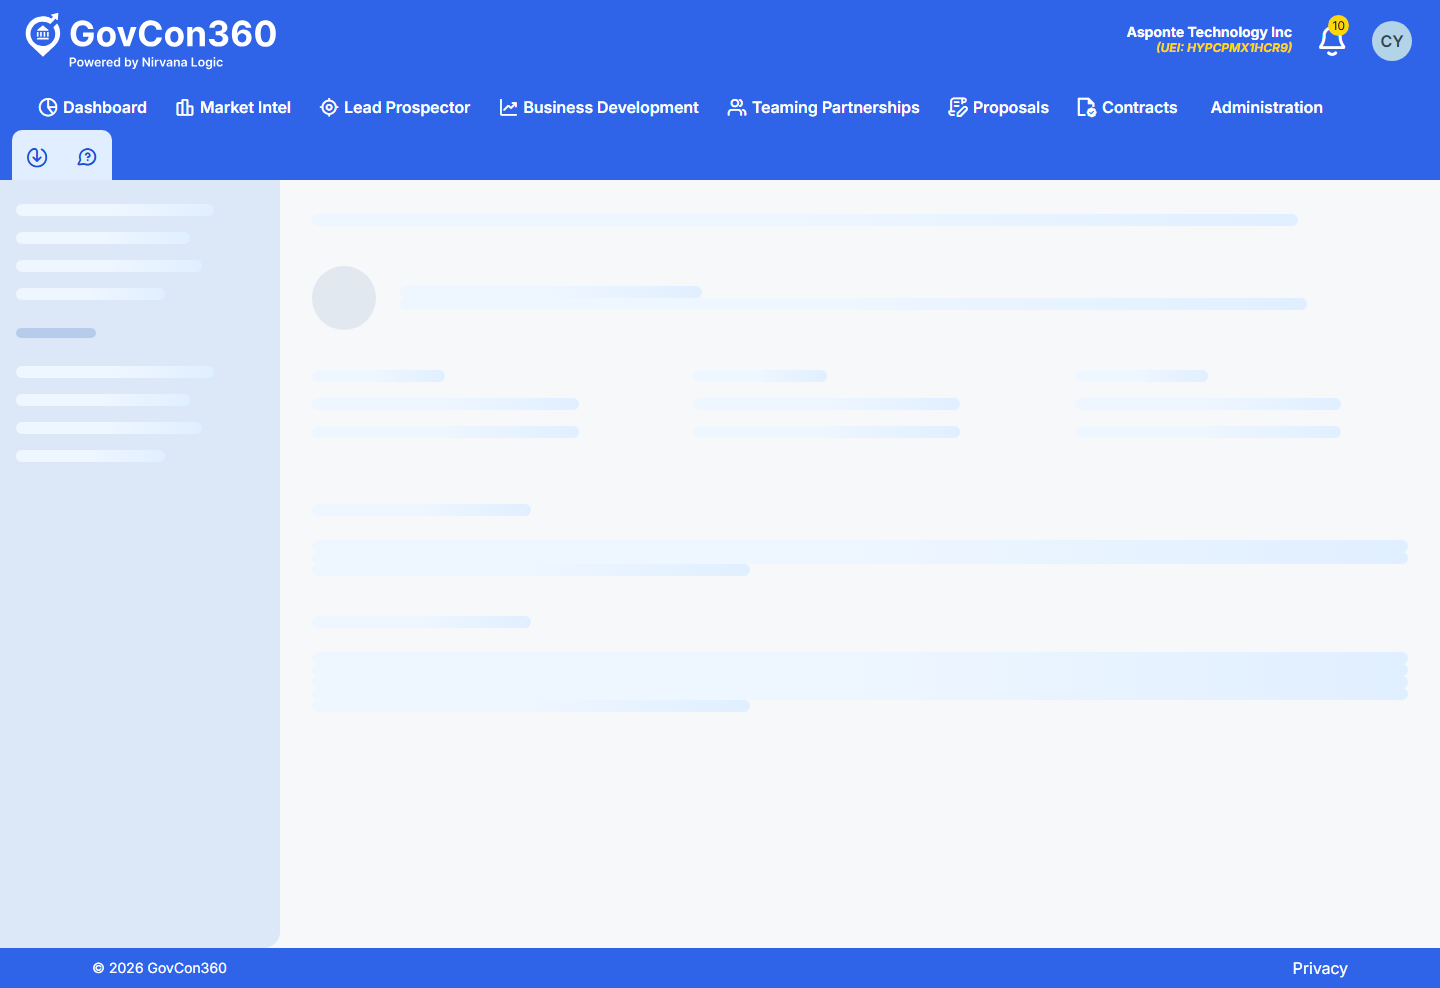 GovCon360
Powered by Nirvana Logic
Asponte Technology Inc
(UEI: HYPCPMX1HCR9)
10
CY
Dashboard
Market Intel
Lead Prospector
Business Development
Teaming Partnerships
Proposals
Contracts
Administration
© 2026 GovCon360
Privacy